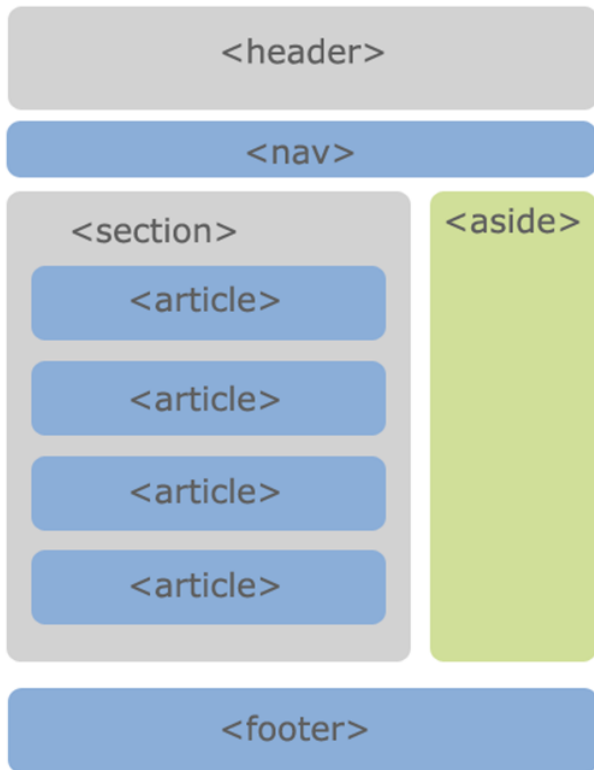 <header>
<nav>
<section>
<article>
<article>
<article>
<article>
<aside>
<footer>